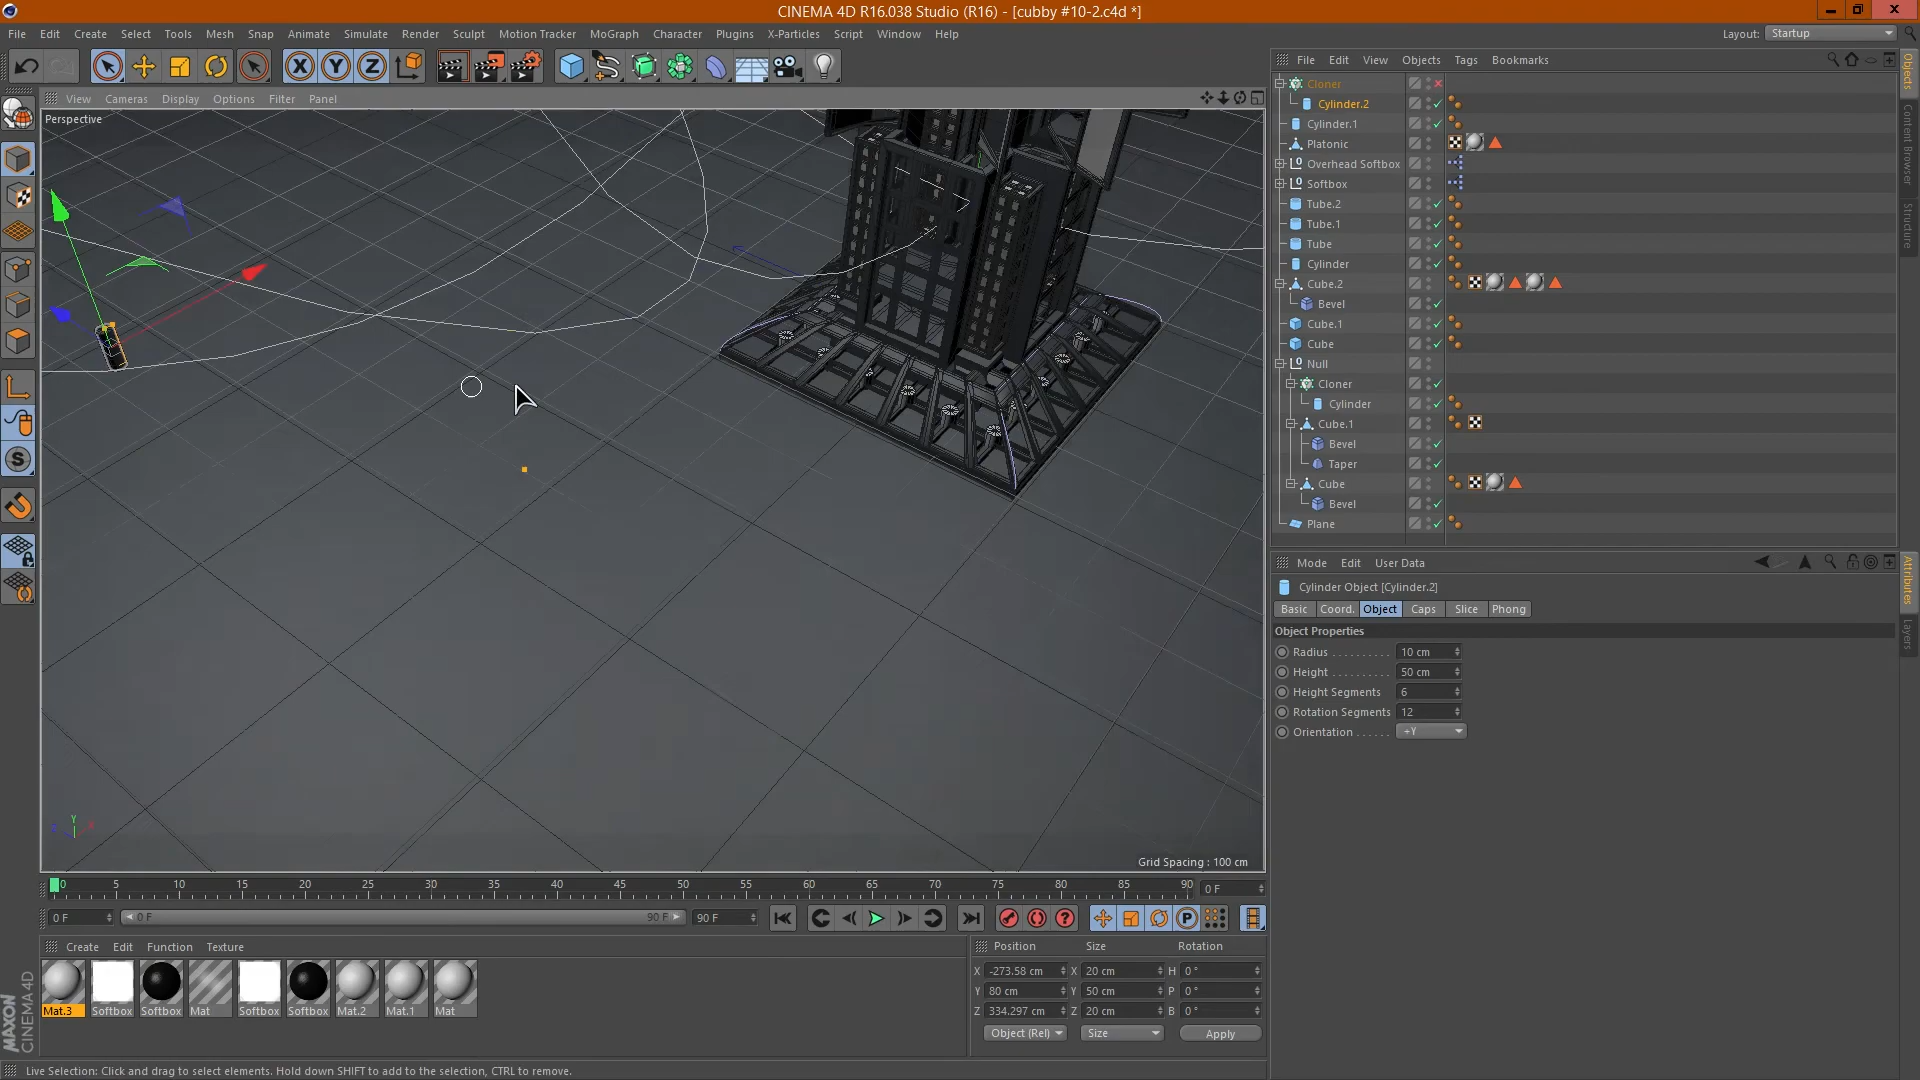 CINEMA 4D R16.038 Studio (R16) - [cubby #10-2.c4d *]
File Edit Create Select Tools Mesh Snap Animate Simulate Render Sculpt Motion Tracker MoGraph Character Plugins X-Particles Script Window Help
Layout: Startup
X Y Z
File Edit View Objects Tags Bookmarks
View Cameras Display Options Filter Panel
Perspective
Cloner
Cylinder.2
Cylinder.1
Platonic
Overhead Softbox
Softbox
Tube.2
Tube.1
Tube
Cylinder
Cube.2
Bevel
Cube.1
Cube
Null
Cloner
Cylinder
Cube.1
Bevel
Taper
Cube
Bevel
Plane
Objects
Content Browser
Structure
Mode Edit User Data
Cylinder Object [Cylinder.2]
Basic Coord. Object Caps Slice Phong
Object Properties
Radius . . . . . . . . . . 10 cm
Height . . . . . . . . . . 50 cm
Height Segments 6
Rotation Segments 12
Orientation . . . . . . +Y
Attributes
Layers
S
Y
Grid Spacing : 100 cm
0 5 10 15 20 25 30 35 40 45 50 55 60 65 70 75 80 85 90
0 F
0 F 0 F 90 F 90 F
P
Create Edit Function Texture
Mat.3 Softbox Softbox Mat Softbox Softbox Mat.2 Mat.1 Mat
Position Size Rotation
X -273.58 cm X 20 cm H 0 °
Y 80 cm Y 50 cm P 0 °
Z 334.297 cm Z 20 cm B 0 °
Object (Rel) Size Apply
MAXON CINEMA 4D
Live Selection: Click and drag to select elements. Hold down SHIFT to add to the selection, CTRL to remove.